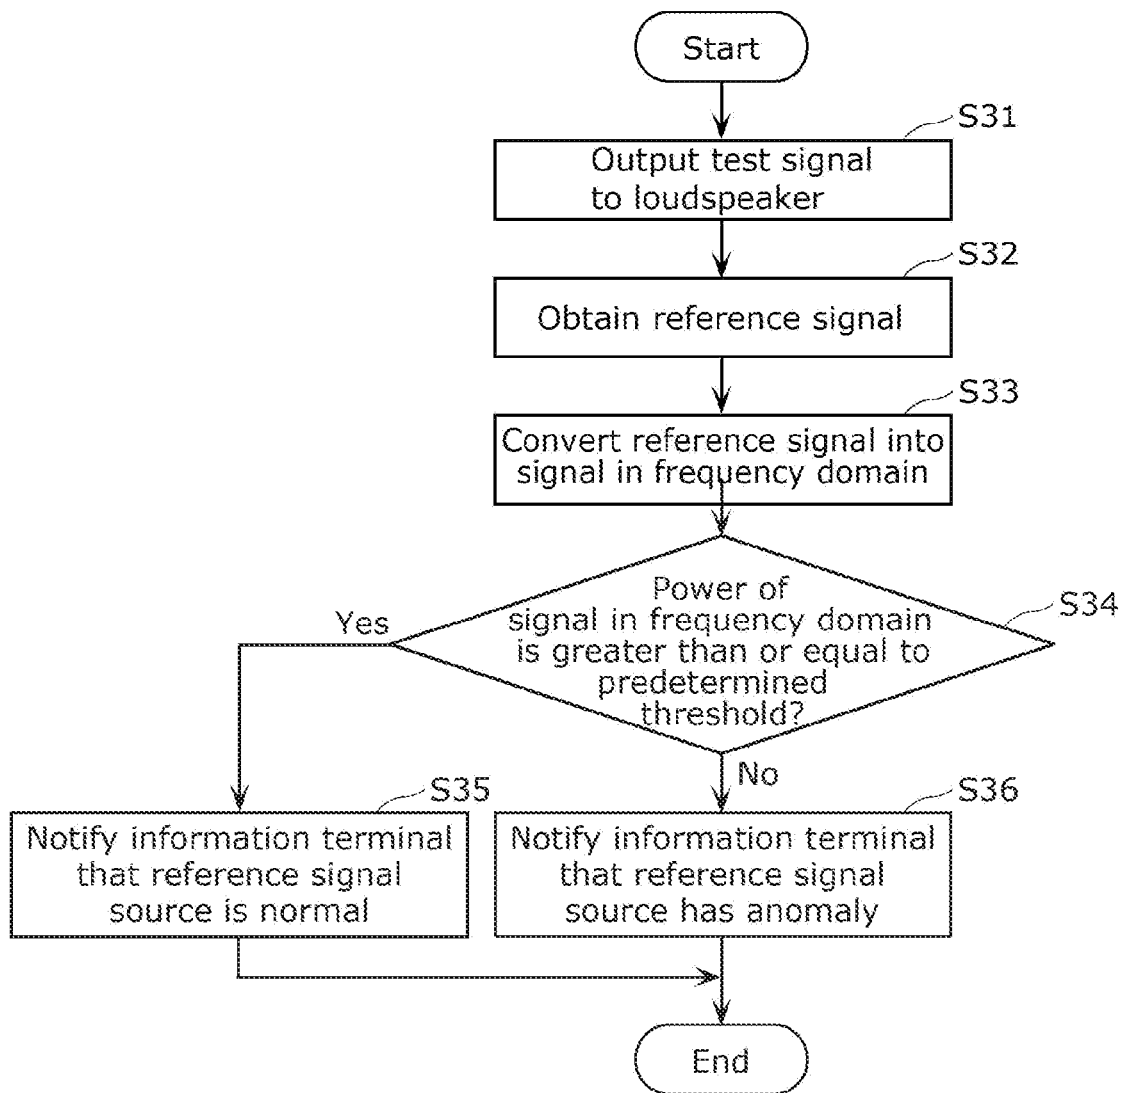 Start
S31
Output test signal
to loudspeaker
S32
Obtain reference signal
S33
Convert reference signal into
signal in frequency domain
S34
Power of
signal in frequency domain
is greater than or equal to
predetermined
threshold?
Yes
No
S35
Notify information terminal
that reference signal
source is normal
S36
Notify information terminal
that reference signal
source has anomaly
End